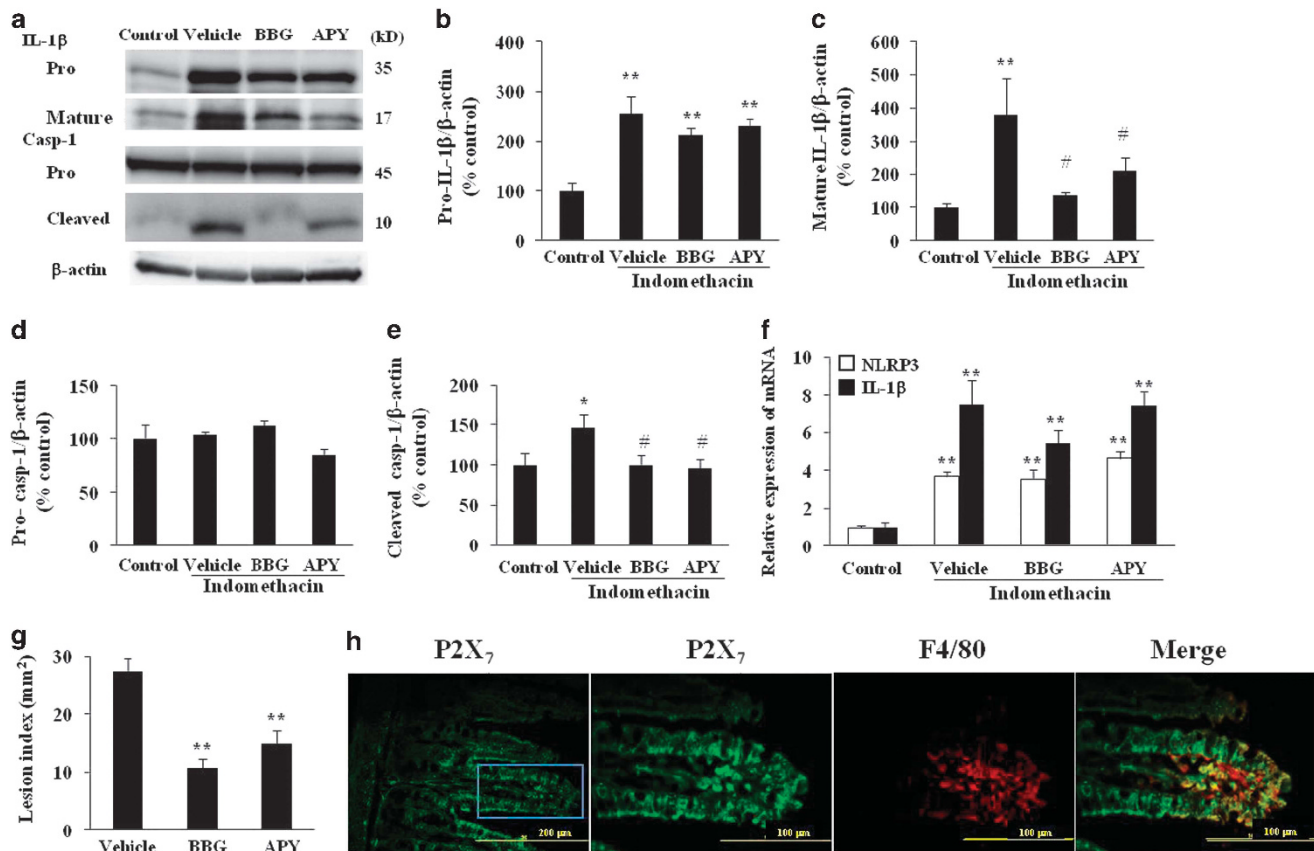 a
Control Vehicle BBG APY (kD)
IL-1β
Pro 35
Mature 17
Casp-1
Pro 45
Cleaved 10
β-actin
b
Pro-IL-1β/β-actin
(% control)
400
300
200
100
0
**
**
**
Control Vehicle BBG APY
Indomethacin
c
Mature IL-1β/β-actin
(% control)
600
500
400
300
200
100
0
**
#
#
Control Vehicle BBG APY
Indomethacin
d
Pro- casp-1/β-actin
(% control)
150
100
50
0
Control Vehicle BBG APY
Indomethacin
e
Cleaved casp-1/β-actin
(% control)
200
150
100
50
0
*
#
#
Control Vehicle BBG APY
Indomethacin
f
Relative expression of mRNA
NLRP3
IL-1β
10
8
6
4
2
0
** ** ** ** ** **
Control Vehicle BBG APY
Indomethacin
g
Lesion index (mm²)
30
20
10
0
**
**
Vehicle BBG APY
h
P2X₇ P2X₇ F4/80 Merge
200 µm 100 µm 100 µm 100 µm